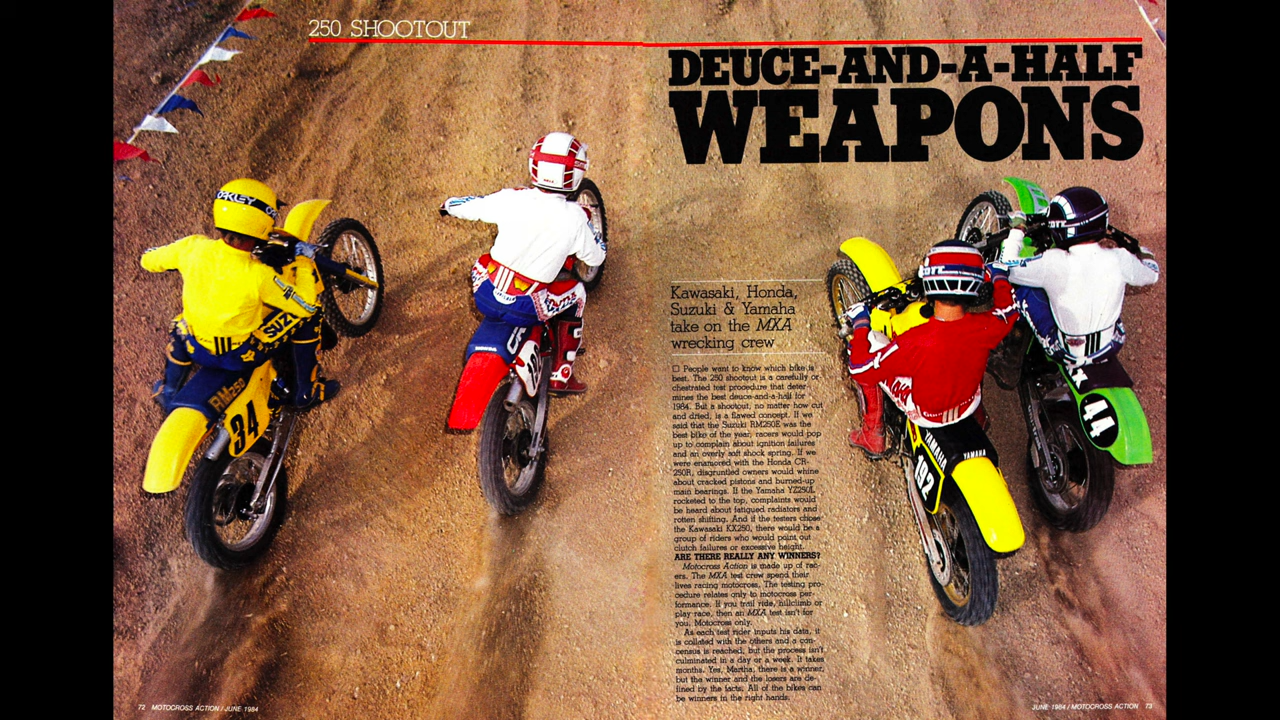 250 SHOOTOUT
DEUCE-AND-A-HALF
WEAPONS
Kawasaki, Honda,
Suzuki & Yamaha
take on the MXA
wrecking crew
□ People want to know which bike is
best. The 250 shootout is a carefully or-
chestrated test procedure that deter-
mines the best deuce-and-a-half for
1984. But a shootout, no matter how cut
and dried, is a flawed concept. If we
said that the Suzuki RM250E was the
best bike of the year, racers would pop
up to complain about ignition failures
and an overly soft shock spring. If we
were enamored with the Honda CR-
250R, disgruntled owners would whine
about cracked pistons and burned-up
main bearings. If the Yamaha YZ250L
rocketed to the top, complaints would
be heard about fatigued radiators and
rotten shifting. And if the testers chose
the Kawasaki KX250, there would be a
group of riders who would point out
clutch failures or excessive height.
ARE THERE REALLY ANY WINNERS?
Motocross Action is made up of rac-
ers. The MXA test crew spend their
lives racing motocross. The testing pro-
cedure relates only to motocross per-
formance. If you trail ride, hillclimb or
play race, then an MXA test isn't for
you. Motocross only.
As each test rider inputs his data, it
is collated with the others and a con-
census is reached, but the process isn't
culminated in a day or a week. It takes
months. Yes, Martha, there is a winner,
but the winner and the losers are de-
fined by the facts. All of the bikes can
be winners in the right hands.
OAKLEY
SUZU
RM250
34
CR
SCOTT
YAMAHA
YAMAHA
192
44
72 MOTOCROSS ACTION / JUNE 1984
JUNE 1984 / MOTOCROSS ACTION 73